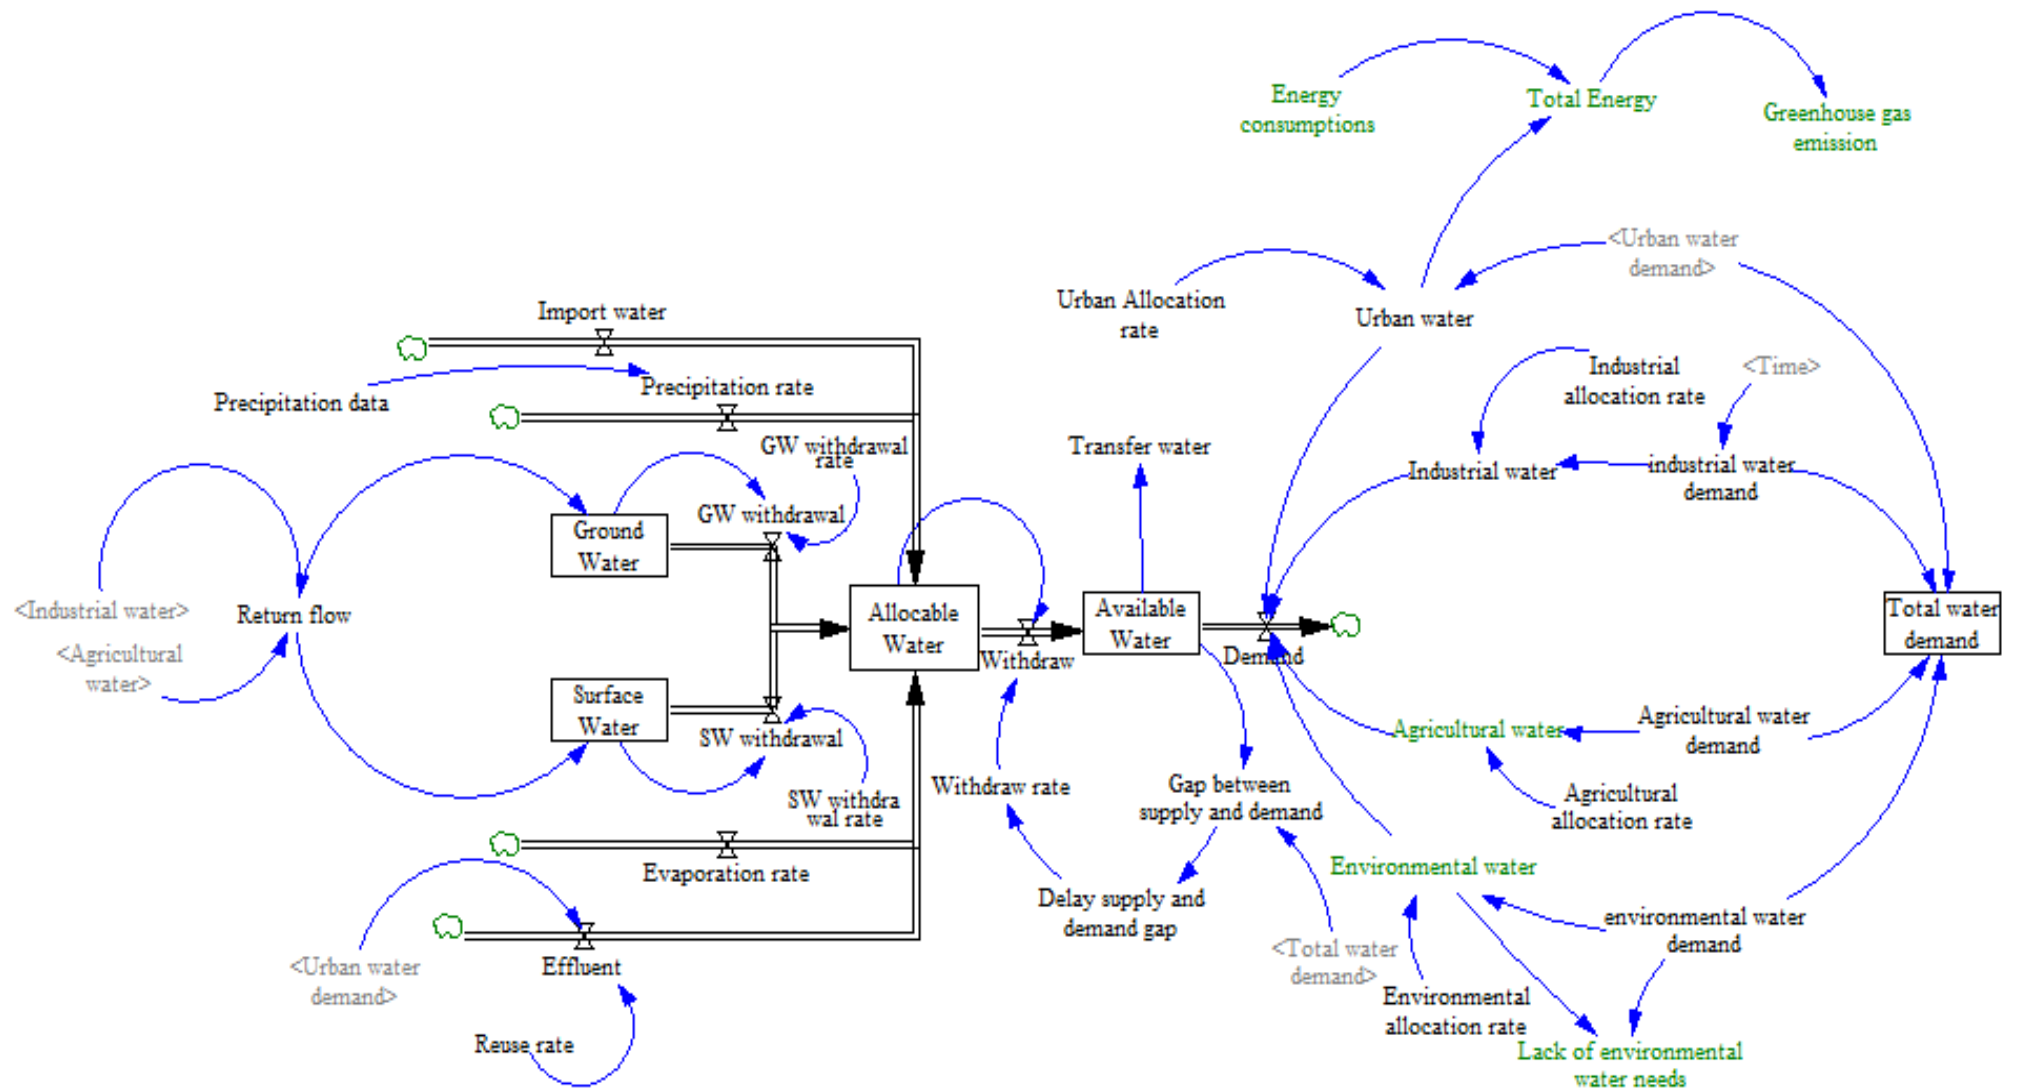 Energy
consumptions
Total Energy
Greenhouse gas
emission
<Urban water
demand>
Urban Allocation
rate
Urban water
Import water
Precipitation data
Precipitation rate
Industrial
allocation rate
<Time>
GW withdrawal
rate
Transfer water
Industrial water
industrial water
demand
GW withdrawal
Ground
Water
<Industrial water>
Return flow
<Agricultural
water>
Allocable
Water
Withdraw
Available
Water
Demand
Total water
demand
Surface
Water
SW withdrawal
SW withdra
wal rate
Agricultural water
Agricultural water
demand
Agricultural
allocation rate
Withdraw rate
Gap between
supply and demand
Evaporation rate
Environmental water
Delay supply and
demand gap
environmental water
demand
<Total water
demand>
<Urban water
demand>
Effluent
Environmental
allocation rate
Reuse rate
Lack of environmental
water needs